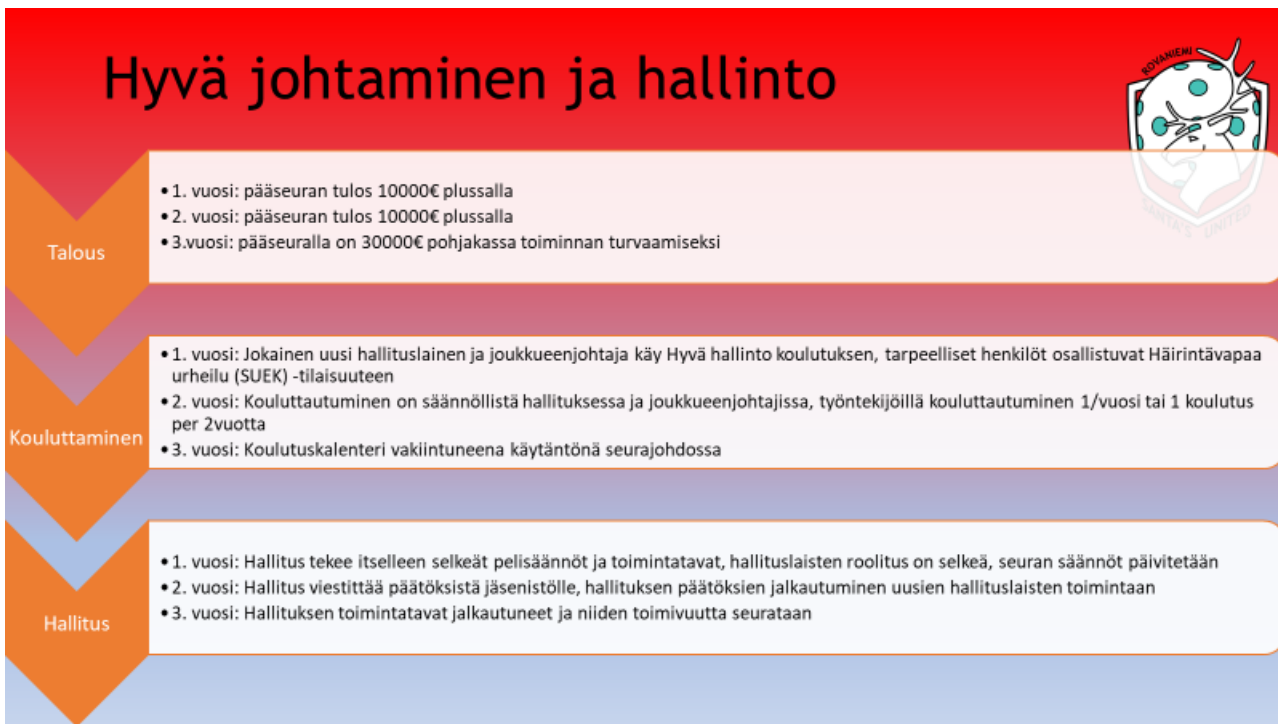 Hyvä johtaminen ja hallinto
ROVANIEMI
SANTA'S UNITED
Talous
•1. vuosi: pääseuran tulos 10000€ plussalla
•2. vuosi: pääseuran tulos 10000€ plussalla
•3.vuosi: pääseuralla on 30000€ pohjakassa toiminnan turvaamiseksi
Kouluttaminen
•1. vuosi: Jokainen uusi hallituslainen ja joukkueenjohtaja käy Hyvä hallinto koulutuksen, tarpeelliset henkilöt osallistuvat Häirintävapaa
urheilu (SUEK) -tilaisuuteen
•2. vuosi: Kouluttautuminen on säännöllistä hallituksessa ja joukkueenjohtajissa, työntekijöillä kouluttautuminen 1/vuosi tai 1 koulutus
per 2vuotta
•3. vuosi: Koulutuskalenteri vakiintuneena käytäntönä seurajohdossa
Hallitus
•1. vuosi: Hallitus tekee itselleen selkeät pelisäännöt ja toimintatavat, hallituslaisten roolitus on selkeä, seuran säännöt päivitetään
•2. vuosi: Hallitus viestittää päätöksistä jäsenistölle, hallituksen päätöksien jalkautuminen uusien hallituslaisten toimintaan
•3. vuosi: Hallituksen toimintatavat jalkautuneet ja niiden toimivuutta seurataan